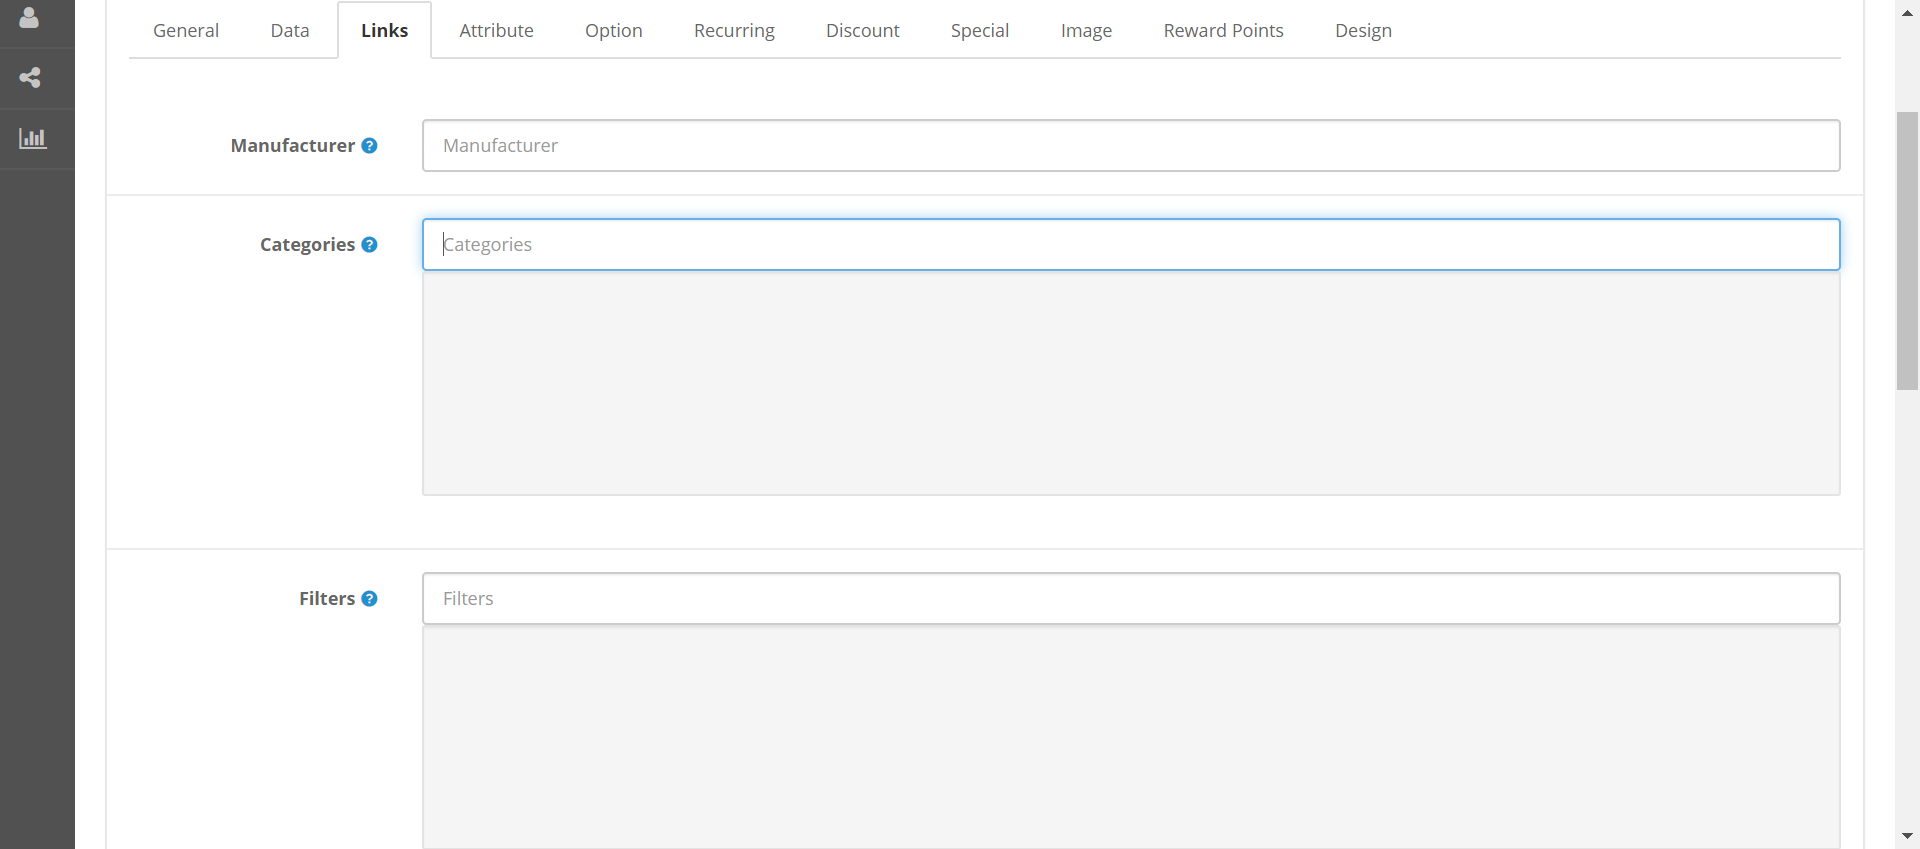 General Data Links Attribute Option Recurring Discount Special Image Reward Points Design
Manufacturer ? Manufacturer
Categories ? Categories
Filters ? Filters